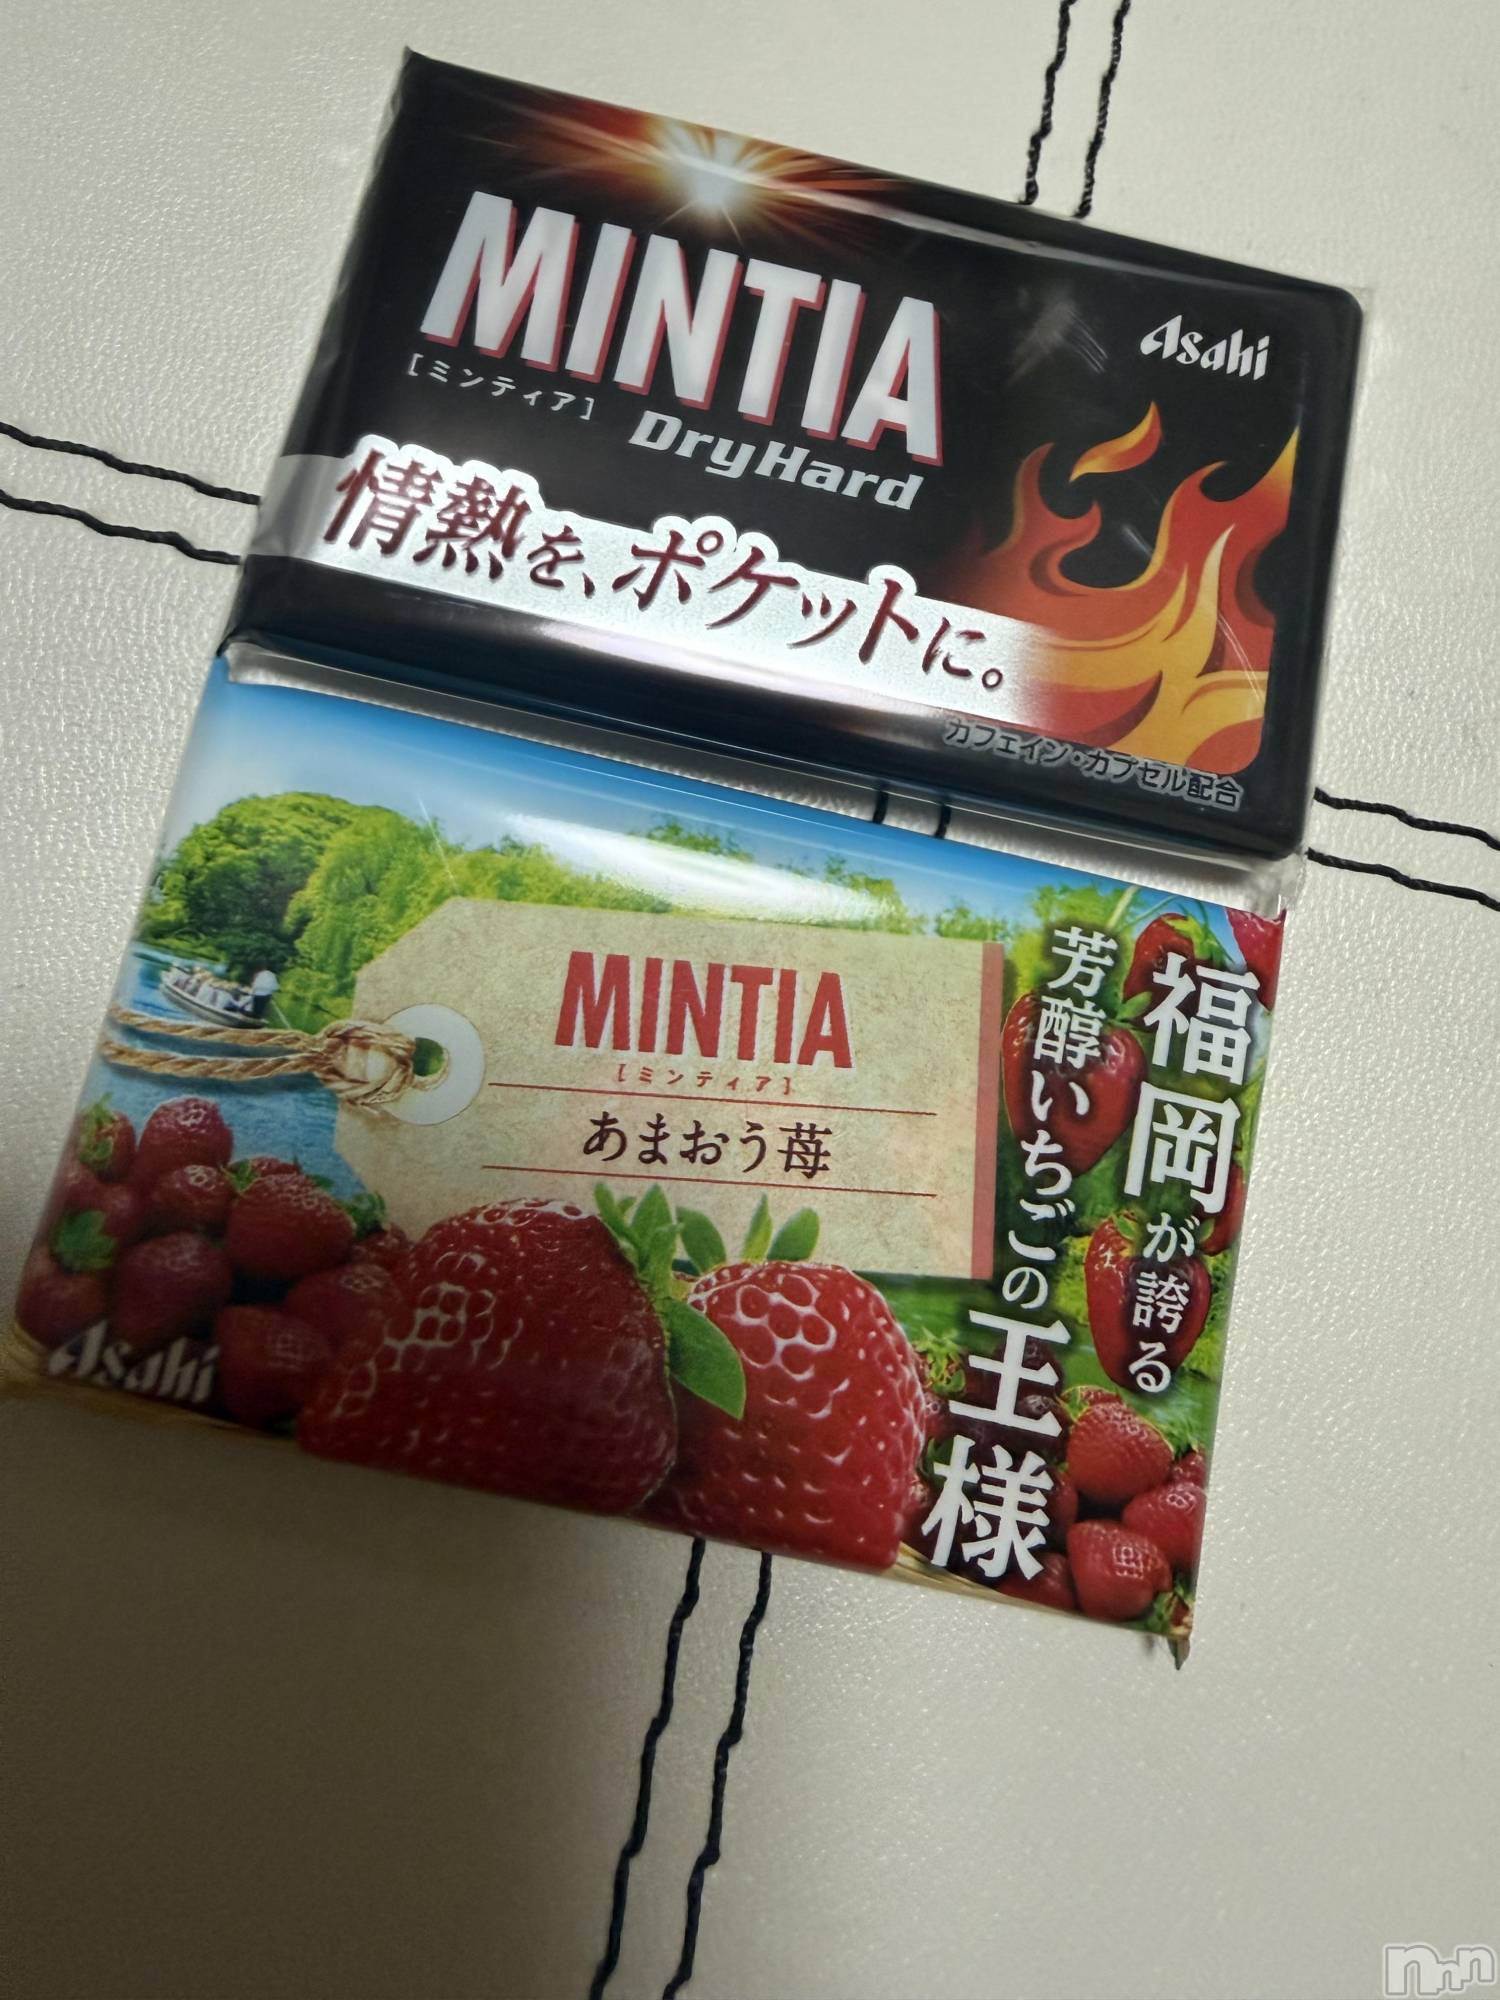 MINTIA
Asahi
[ミンティア]
DryHard
情熱を、ポケットに。
カフェイン・カプセル配合
MINTIA
[ミンティア]
あまおう苺
福岡が誇る
芳醇いちごの王様
Asahi
nnn